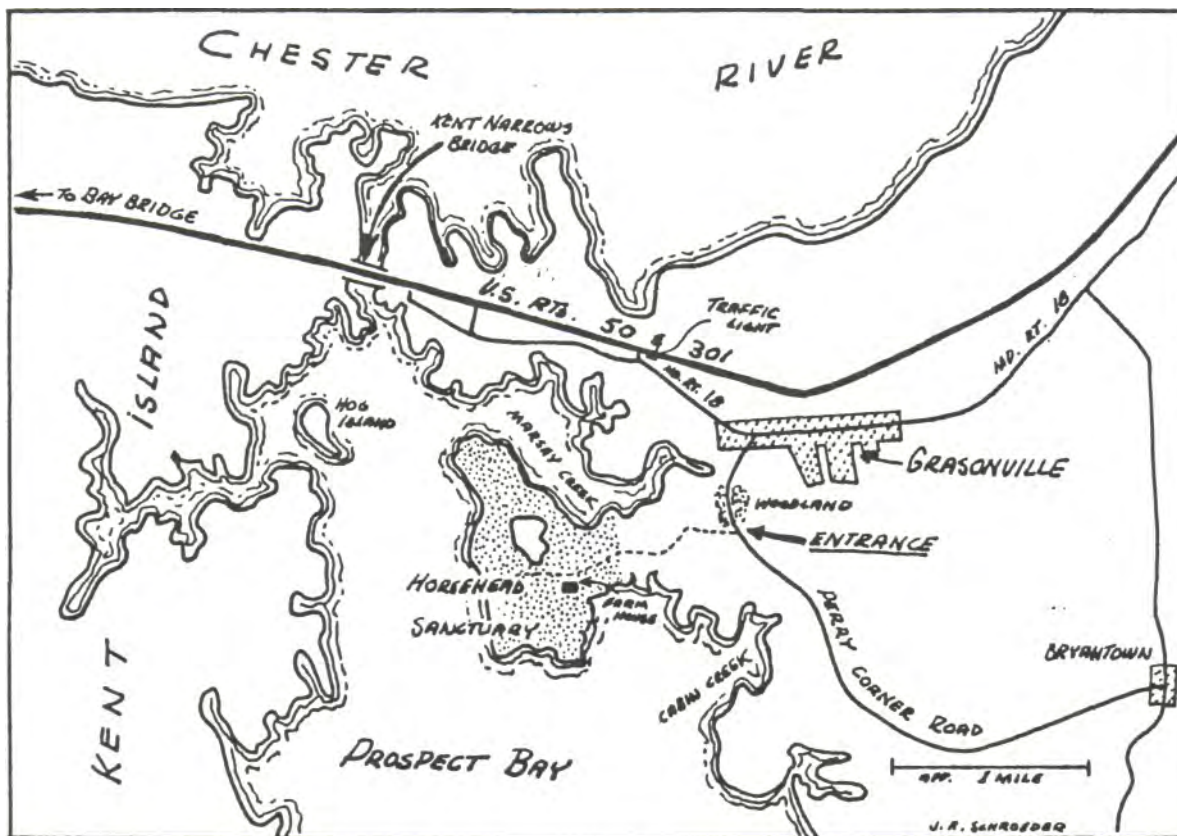 CHESTER
RIVER
KENT NARROWS
BRIDGE
TO BAY BRIDGE
U.S. RTS. 50 & 301
TRAFFIC
LIGHT
MD. RT. 18
MD. RT. 18
KENT ISLAND
HOG
ISLAND
MARSHY CREEK
GRASONVILLE
WOODLAND
ENTRANCE
HORSEHEAD
SANCTUARY
FARM
HOUSE
CABIN CREEK
PERRY CORNER ROAD
BRYANTOWN
PROSPECT BAY
APP. 1 MILE
J.R. SCHROEDER